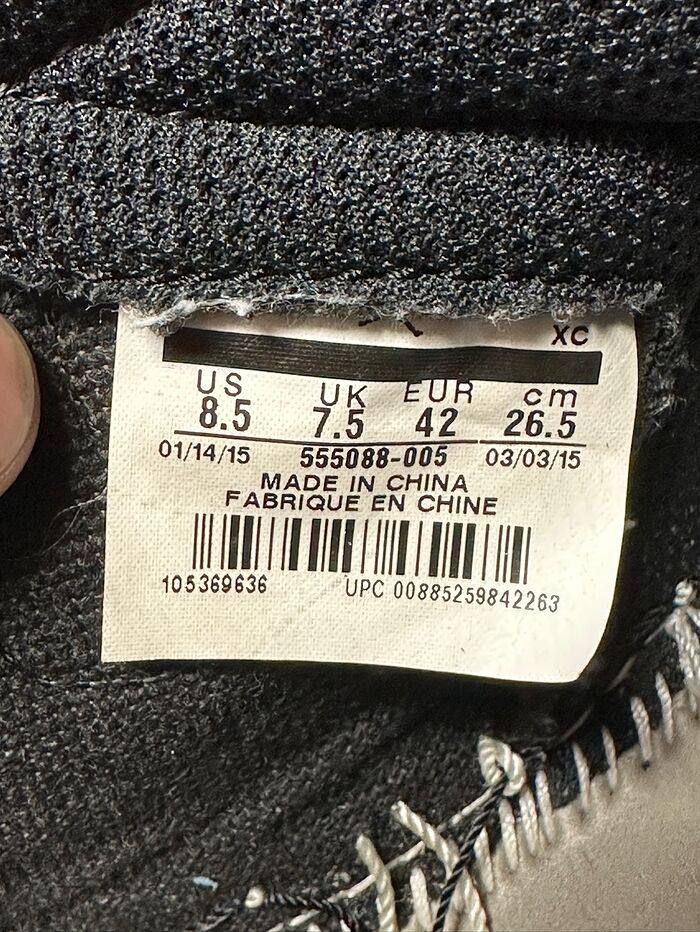 XC
US UK EUR cm
8.5 7.5 42 26.5
01/14/15 555088-005 03/03/15
MADE IN CHINA
FABRIQUE EN CHINE
105369636 UPC 00885259842263